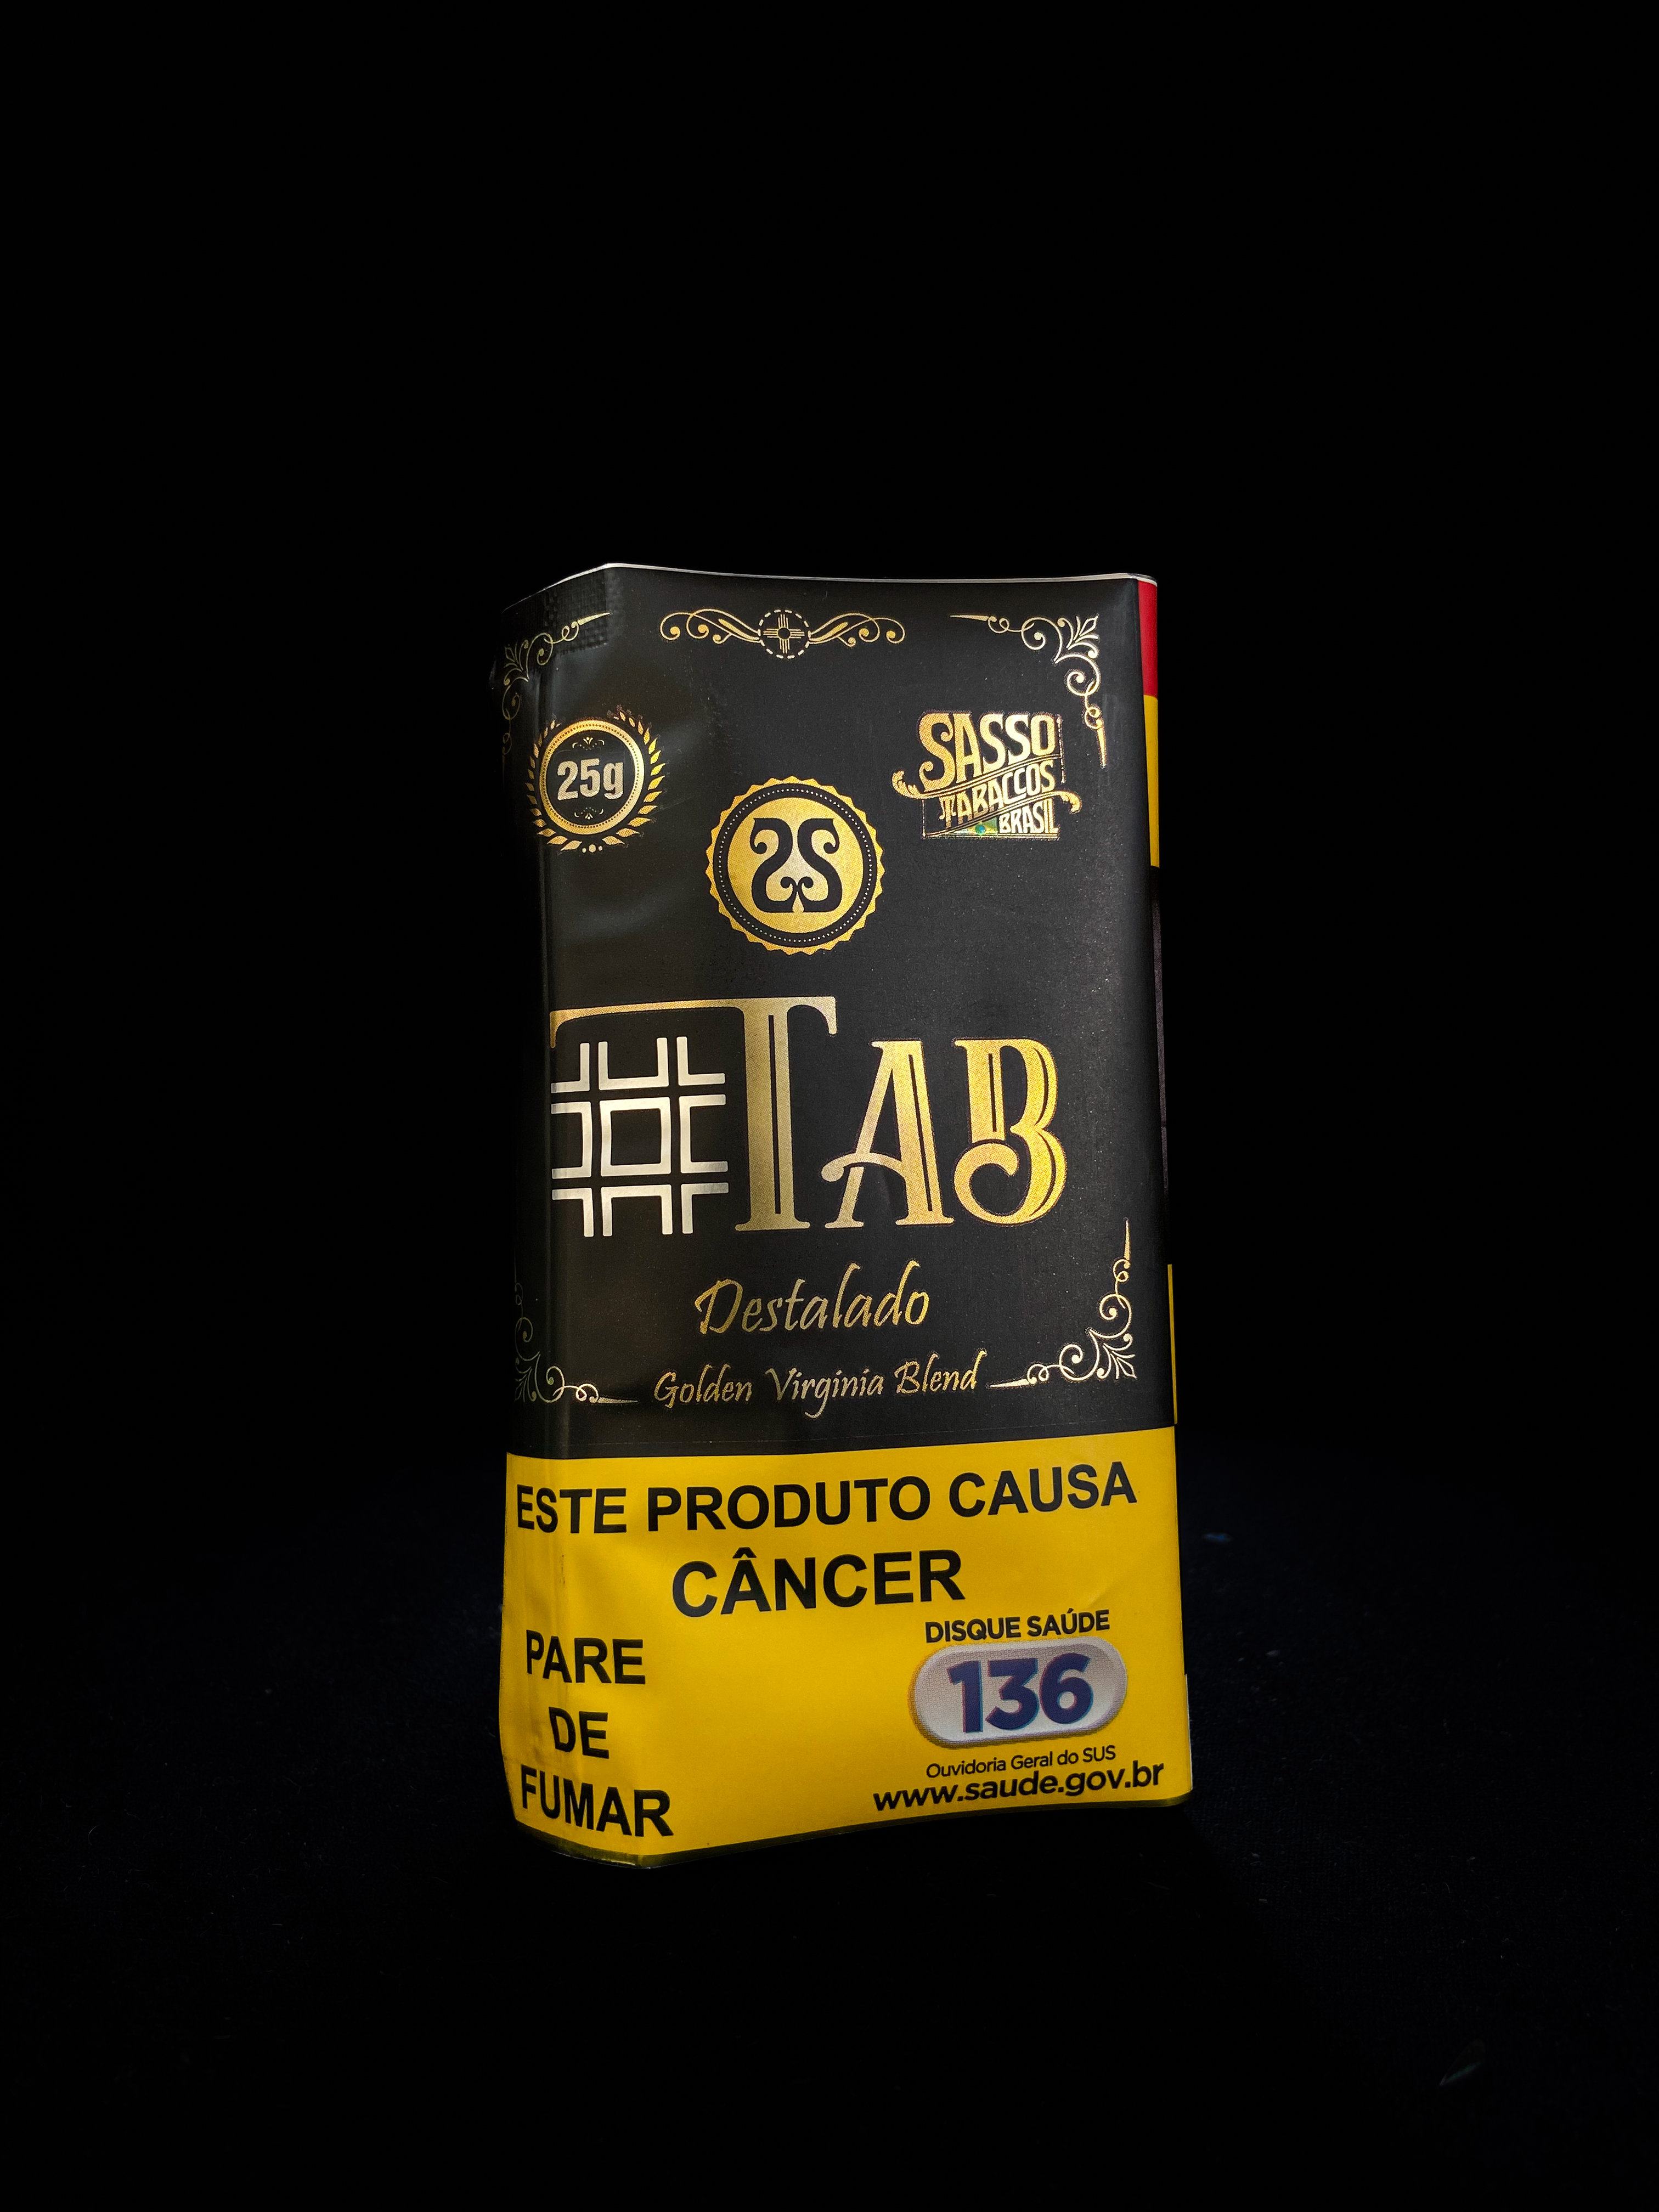 25g
SASSO
TABACCOS
BRASIL
#TAB
Destalado
Golden Virginia Blend
ESTE PRODUTO CAUSA
CÂNCER
PARE
DE
FUMAR
DISQUE SAÚDE
136
Ouvidoria Geral do SUS
www.saude.gov.br